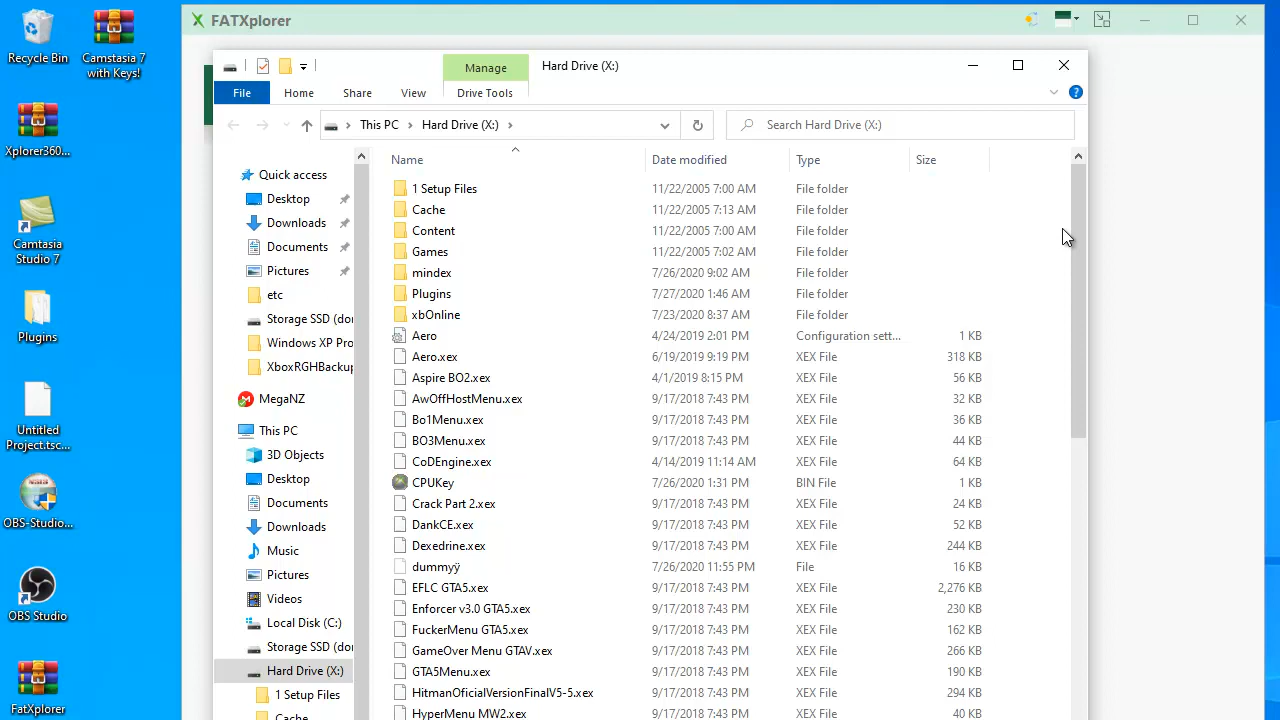 Recycle Bin
Camstasia 7
with Keys!
Xplorer360...
Camtasia
Studio 7
Plugins
Untitled
Project.tsc...
OBS-Studio...
OBS Studio
FatXplorer
FATXplorer
Manage
Hard Drive (X:)
File
Home
Share
View
Drive Tools
This PC
Hard Drive (X:)
Search Hard Drive (X:)
Quick access
Desktop
Downloads
Documents
Pictures
etc
Storage SSD (dor
Windows XP Pro
XboxRGHBackup
MegaNZ
This PC
3D Objects
Desktop
Documents
Downloads
Music
Pictures
Videos
Local Disk (C:)
Storage SSD (dor
Hard Drive (X:)
1 Setup Files
Cache
Name Date modified Type Size
1 Setup Files 11/22/2005 7:00 AM File folder
Cache 11/22/2005 7:13 AM File folder
Content 11/22/2005 7:00 AM File folder
Games 11/22/2005 7:02 AM File folder
mindex 7/26/2020 9:02 AM File folder
Plugins 7/27/2020 1:46 AM File folder
xbOnline 7/23/2020 8:37 AM File folder
Aero 4/24/2019 2:01 PM Configuration sett... 1 KB
Aero.xex 6/19/2019 9:19 PM XEX File 318 KB
Aspire BO2.xex 4/1/2019 8:15 PM XEX File 56 KB
AwOffHostMenu.xex 9/17/2018 7:43 PM XEX File 32 KB
Bo1Menu.xex 9/17/2018 7:43 PM XEX File 36 KB
BO3Menu.xex 9/17/2018 7:43 PM XEX File 44 KB
CoDEngine.xex 4/14/2019 11:14 AM XEX File 64 KB
CPUKey 7/26/2020 1:31 PM BIN File 1 KB
Crack Part 2.xex 9/17/2018 7:43 PM XEX File 24 KB
DankCE.xex 9/17/2018 7:43 PM XEX File 52 KB
Dexedrine.xex 9/17/2018 7:43 PM XEX File 244 KB
dummyÿ 7/26/2020 11:55 PM File 16 KB
EFLC GTA5.xex 9/17/2018 7:43 PM XEX File 2,276 KB
Enforcer v3.0 GTA5.xex 9/17/2018 7:43 PM XEX File 230 KB
FuckerMenu GTA5.xex 9/17/2018 7:43 PM XEX File 162 KB
GameOver Menu GTAV.xex 9/17/2018 7:43 PM XEX File 266 KB
GTA5Menu.xex 9/17/2018 7:43 PM XEX File 190 KB
HitmanOficialVersionFinalV5-5.xex 9/17/2018 7:43 PM XEX File 294 KB
HyperMenu MW2.xex 9/17/2018 7:43 PM XEX File 40 KB